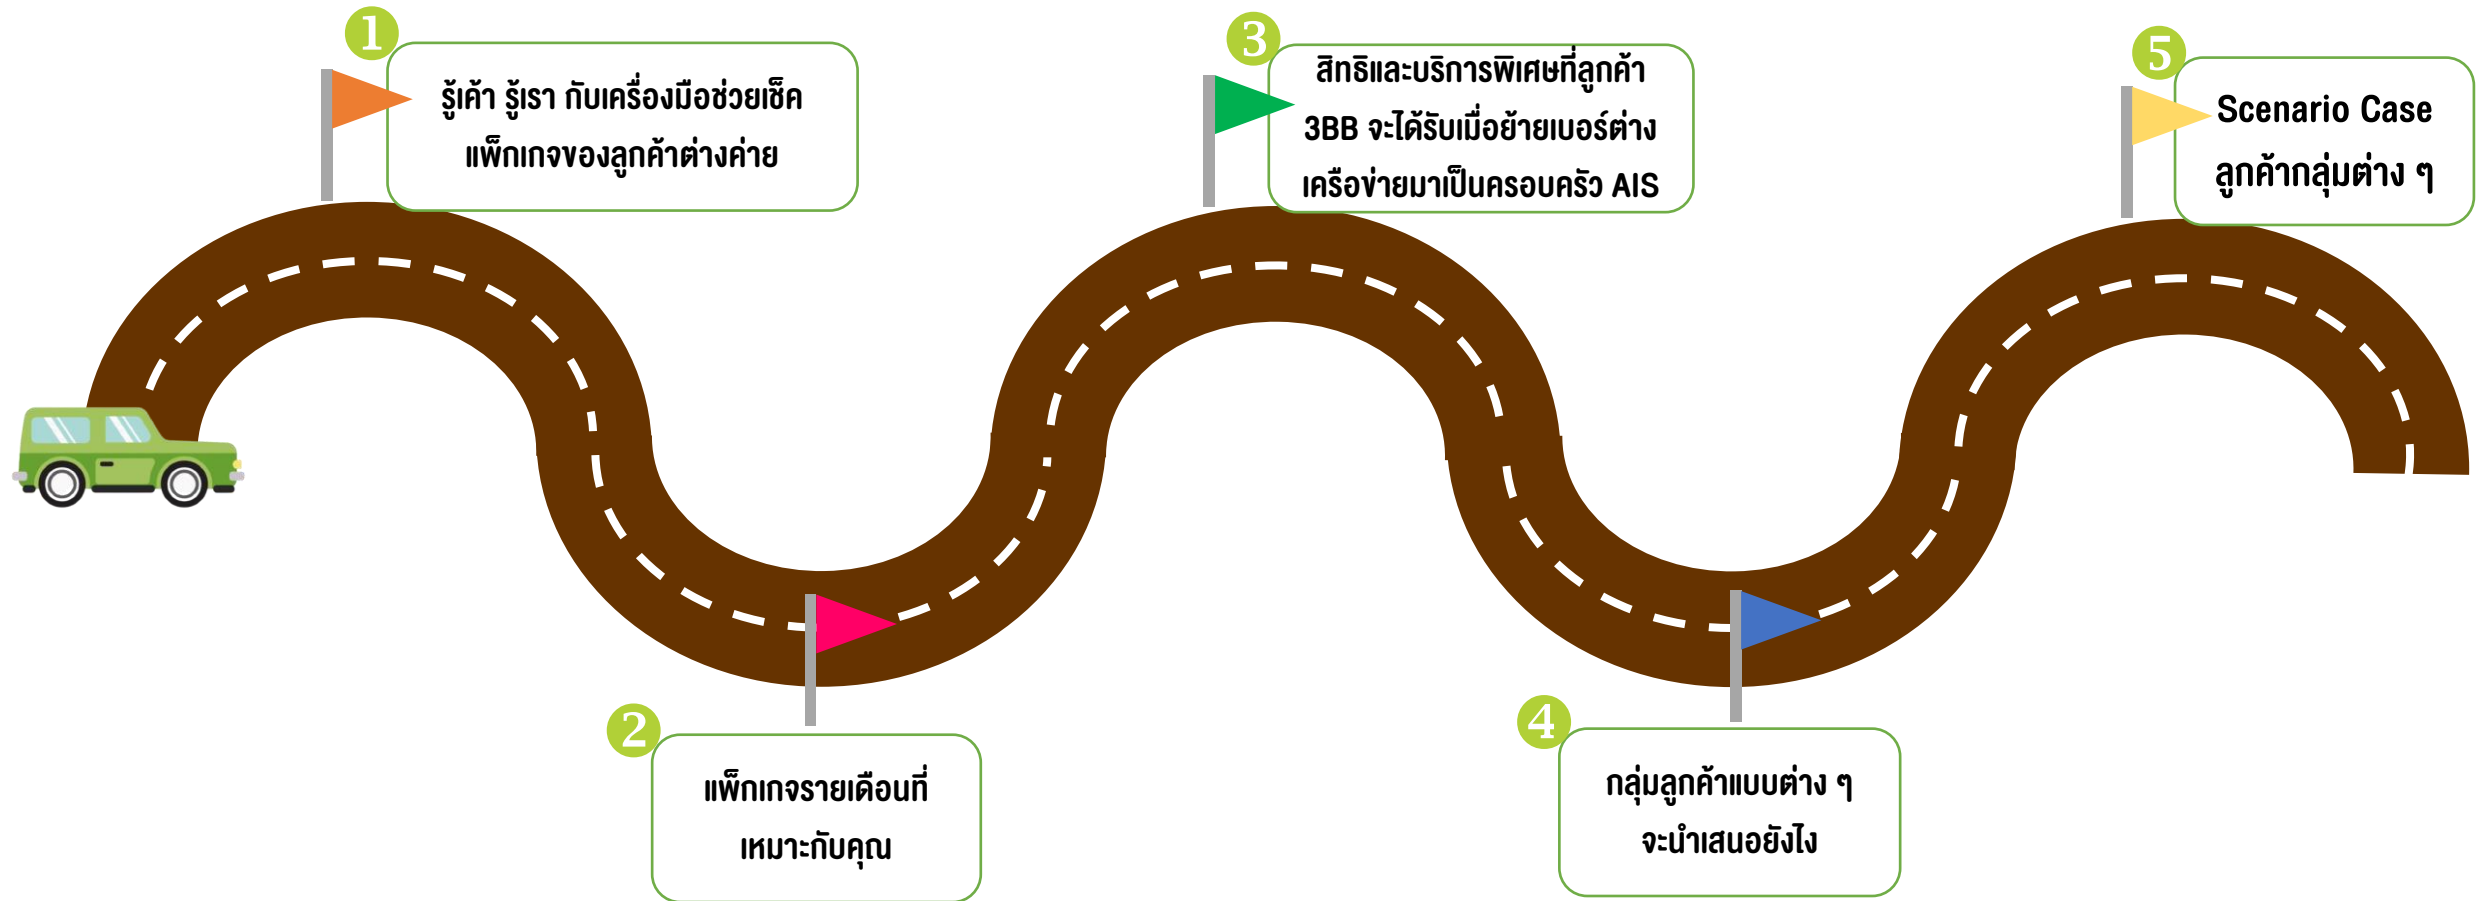 1
รู้เค้า รู้เรา กับเครื่องมือช่วยเช็ค
แพ็กเกจของลูกค้าต่างค่าย
2
แพ็กเกจรายเดือนที่
เหมาะกับคุณ
3
สิทธิและบริการพิเศษที่ลูกค้า
3BB จะได้รับเมื่อย้ายเบอร์ต่าง
เครือข่ายมาเป็นครอบครัว AIS
4
กลุ่มลูกค้าแบบต่าง ๆ
จะนำเสนอยังไง
5
Scenario Case
ลูกค้ากลุ่มต่าง ๆ